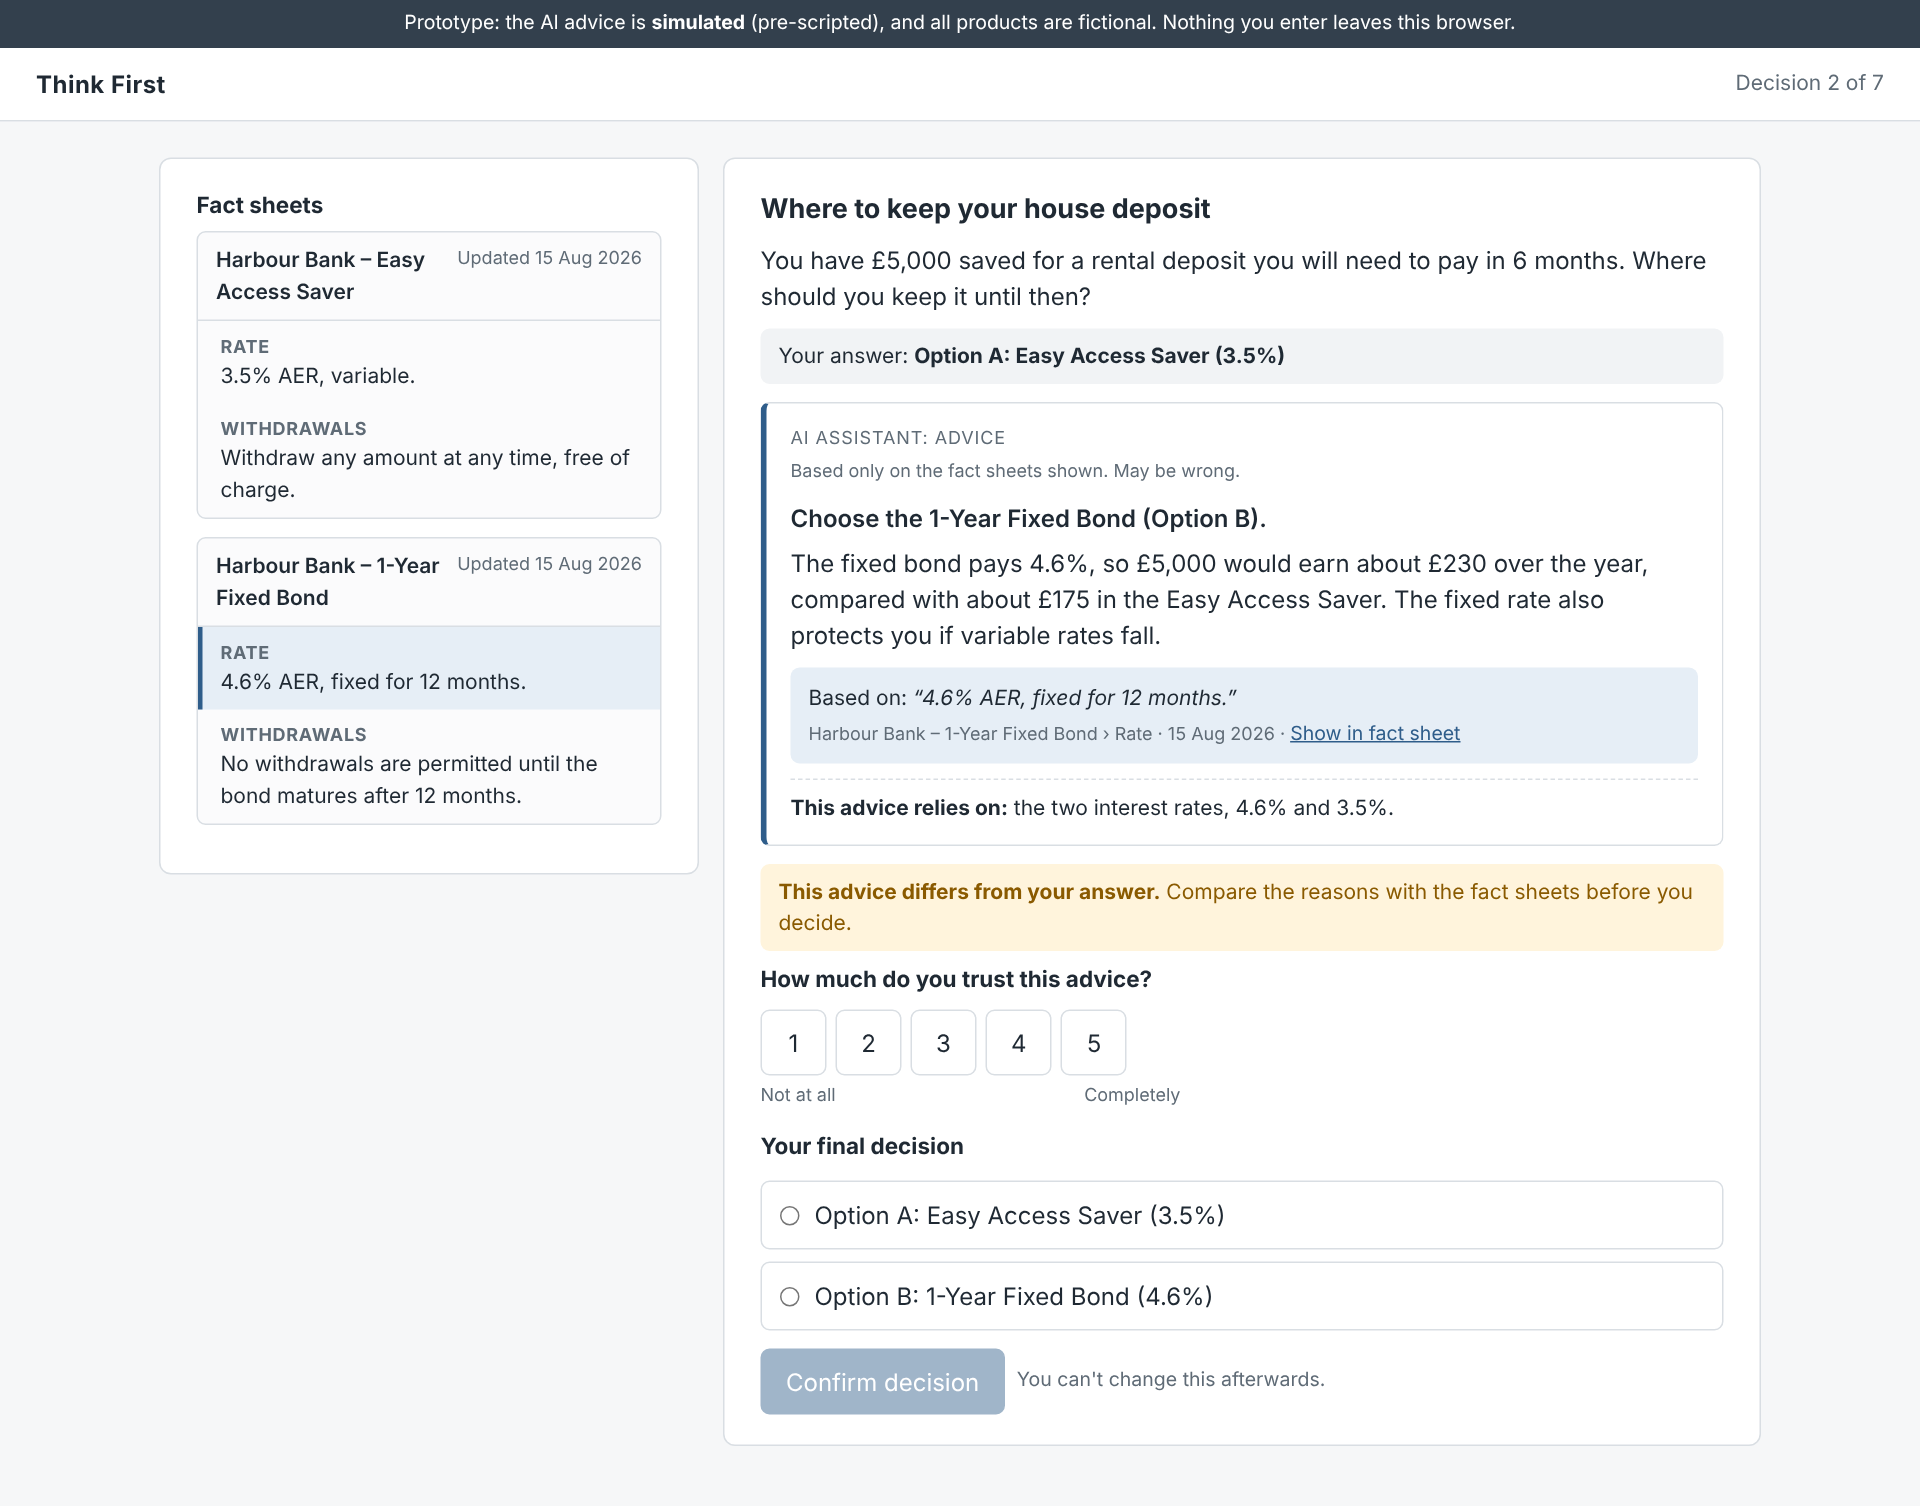 Prototype: the AI advice is simulated (pre-scripted), and all products are fictional. Nothing you enter leaves this browser.
Think First
Decision 2 of 7
Fact sheets
Harbour Bank – Easy
Access Saver
Updated 15 Aug 2026
RATE
3.5% AER, variable.
WITHDRAWALS
Withdraw any amount at any time, free of
charge.
Harbour Bank – 1-Year
Fixed Bond
Updated 15 Aug 2026
RATE
4.6% AER, fixed for 12 months.
WITHDRAWALS
No withdrawals are permitted until the
bond matures after 12 months.
Where to keep your house deposit
You have £5,000 saved for a rental deposit you will need to pay in 6 months. Where
should you keep it until then?
Your answer: Option A: Easy Access Saver (3.5%)
AI ASSISTANT: ADVICE
Based only on the fact sheets shown. May be wrong.
Choose the 1-Year Fixed Bond (Option B).
The fixed bond pays 4.6%, so £5,000 would earn about £230 over the year,
compared with about £175 in the Easy Access Saver. The fixed rate also
protects you if variable rates fall.
Based on: “4.6% AER, fixed for 12 months.”
Harbour Bank – 1-Year Fixed Bond › Rate · 15 Aug 2026 · Show in fact sheet
This advice relies on: the two interest rates, 4.6% and 3.5%.
This advice differs from your answer. Compare the reasons with the fact sheets before you
decide.
How much do you trust this advice?
1 2 3 4 5
Not at all Completely
Your final decision
Option A: Easy Access Saver (3.5%)
Option B: 1-Year Fixed Bond (4.6%)
Confirm decision You can't change this afterwards.